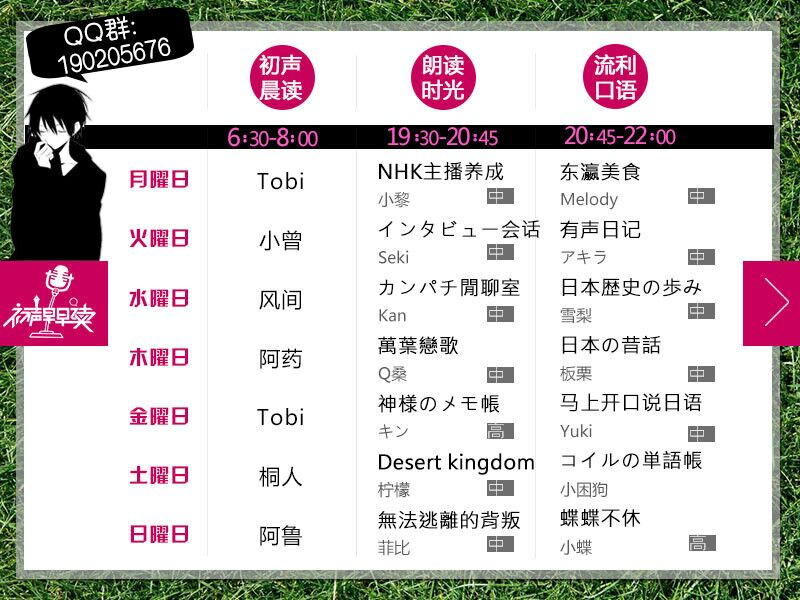 QQ群:
190205676
初声
晨读
朗读
时光
流利
口语
6:30-8:00
19:30-20:45
20:45-22:00
月曜日
Tobi
NHK主播养成
小黎
中
东瀛美食
Melody
中
火曜日
小曾
インタビュー会话
Seki
中
有声日记
アキラ
中
初声早早读
水曜日
风间
カンパチ閒聊室
Kan
中
日本歴史の歩み
雪梨
中
木曜日
阿药
萬葉戀歌
Q桑
中
日本の昔話
板栗
中
金曜日
Tobi
神様のメモ帳
キン
高
马上开口说日语
Yuki
中
土曜日
桐人
Desert kingdom
柠檬
中
コイルの単語帳
小困狗
日曜日
阿鲁
無法逃離的背叛
菲比
中
蝶蝶不休
小蝶
高